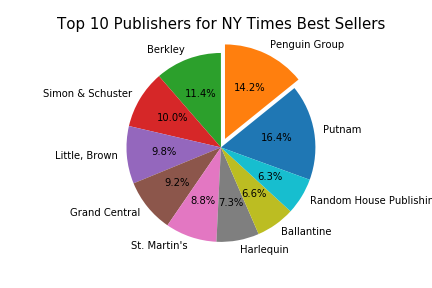 Top 10 Publishers for NY Times Best Sellers
Penguin Group
14.2%
Berkley
11.4%
Simon & Schuster
10.0%
Little, Brown
9.8%
Grand Central
9.2%
St. Martin's
8.8%
Harlequin
7.3%
Ballantine
6.6%
Random House Publishin
6.3%
Putnam
16.4%